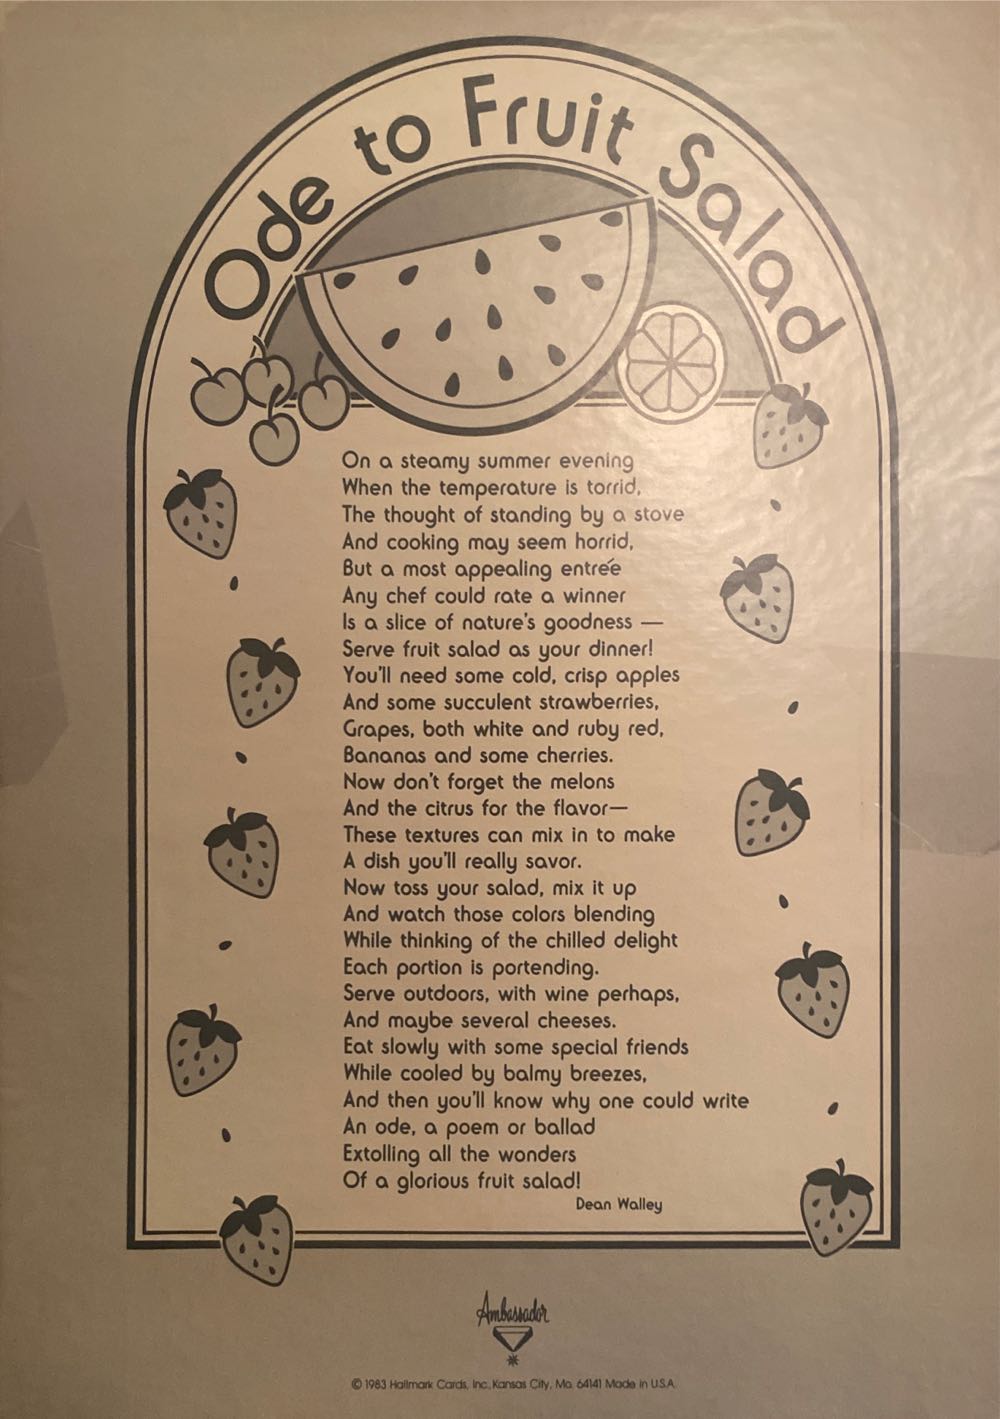 Ode to Fruit Salad
On a steamy summer evening
When the temperature is torrid,
The thought of standing by a stove
And cooking may seem horrid,
But a most appealing entreé
Any chef could rate a winner
Is a slice of nature's goodness —
Serve fruit salad as your dinner!
You'll need some cold, crisp apples
And some succulent strawberries,
Grapes, both white and ruby red,
Bananas and some cherries.
Now don't forget the melons
And the citrus for the flavor—
These textures can mix in to make
A dish you'll really savor.
Now toss your salad, mix it up
And watch those colors blending
While thinking of the chilled delight
Each portion is portending.
Serve outdoors, with wine perhaps,
And maybe several cheeses.
Eat slowly with some special friends
While cooled by balmy breezes,
And then you'll know why one could write
An ode, a poem or ballad
Extolling all the wonders
Of a glorious fruit salad!
Dean Walley
Ambassador
© 1983 Hallmark Cards, Inc., Kansas City, Mo. 64141 Made in U.S.A.